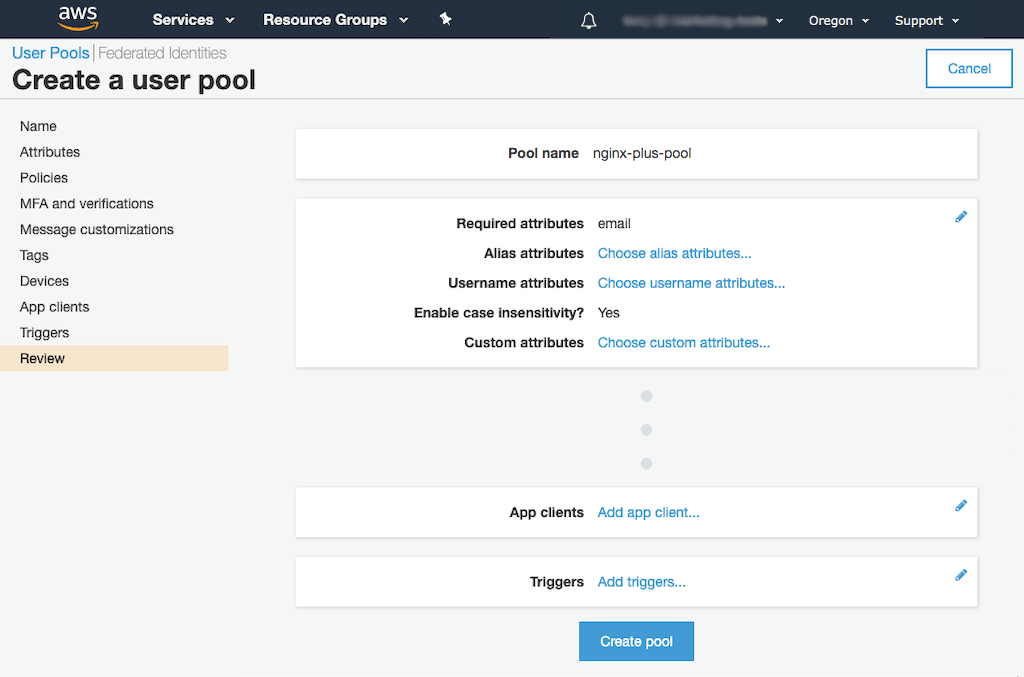 aws Services Resource Groups Oregon Support
User Pools | Federated Identities
Create a user pool
Cancel
Name
Attributes
Policies
MFA and verifications
Message customizations
Tags
Devices
App clients
Triggers
Review
Pool name nginx-plus-pool
Required attributes email
Alias attributes Choose alias attributes...
Username attributes Choose username attributes...
Enable case insensitivity? Yes
Custom attributes Choose custom attributes...
App clients Add app client...
Triggers Add triggers...
Create pool